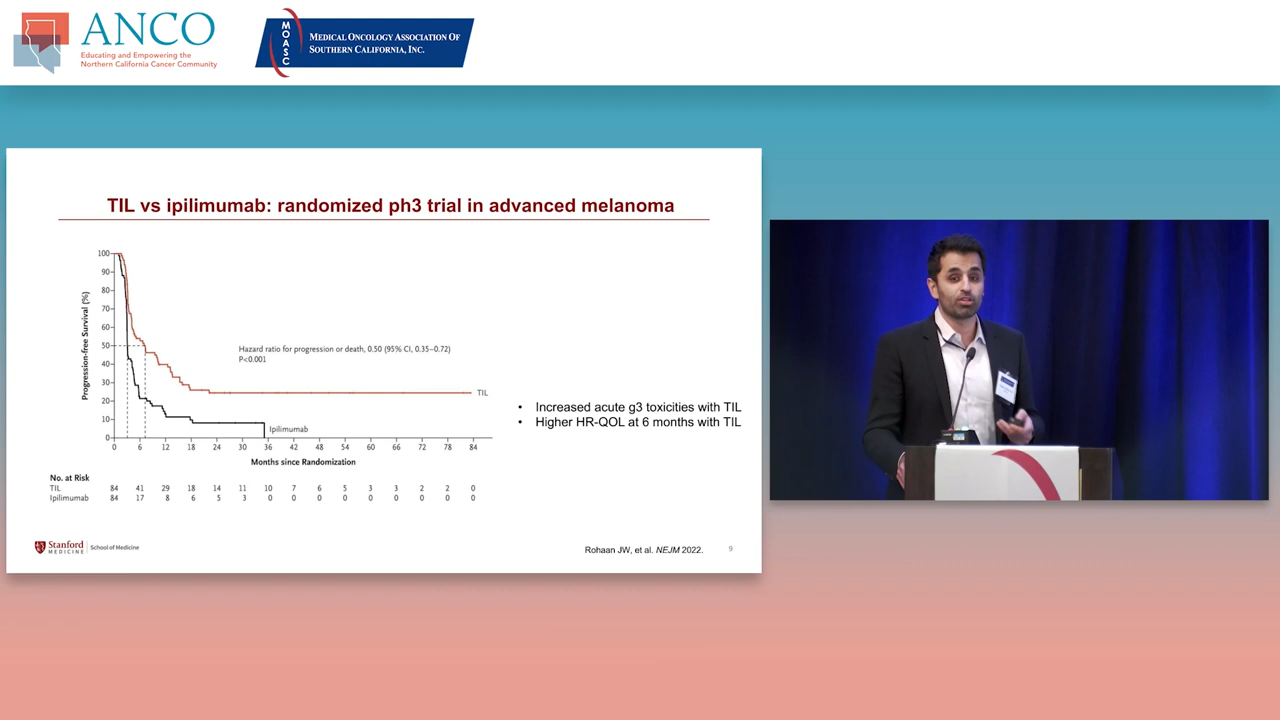 ANCO
Educating and Empowering the
Northern California Cancer Community
MOASC
MEDICAL ONCOLOGY ASSOCIATION OF
SOUTHERN CALIFORNIA, INC.
TIL vs ipilimumab: randomized ph3 trial in advanced melanoma
Progression-free Survival (%)
100
90
80
70
60
50
40
30
20
10
0
Hazard ratio for progression or death, 0.50 (95% CI, 0.35–0.72)
P<0.001
TIL
Ipilimumab
0 6 12 18 24 30 36 42 48 54 60 66 72 78 84
Months since Randomization
No. at Risk
TIL 84 41 29 18 14 11 10 7 6 5 3 3 2 2 0
Ipilimumab 84 17 8 6 5 3 0 0 0 0 0 0 0 0 0
• Increased acute g3 toxicities with TIL
• Higher HR-QOL at 6 months with TIL
Stanford
MEDICINE
School of Medicine
Rohaan JW, et al. NEJM 2022.
9